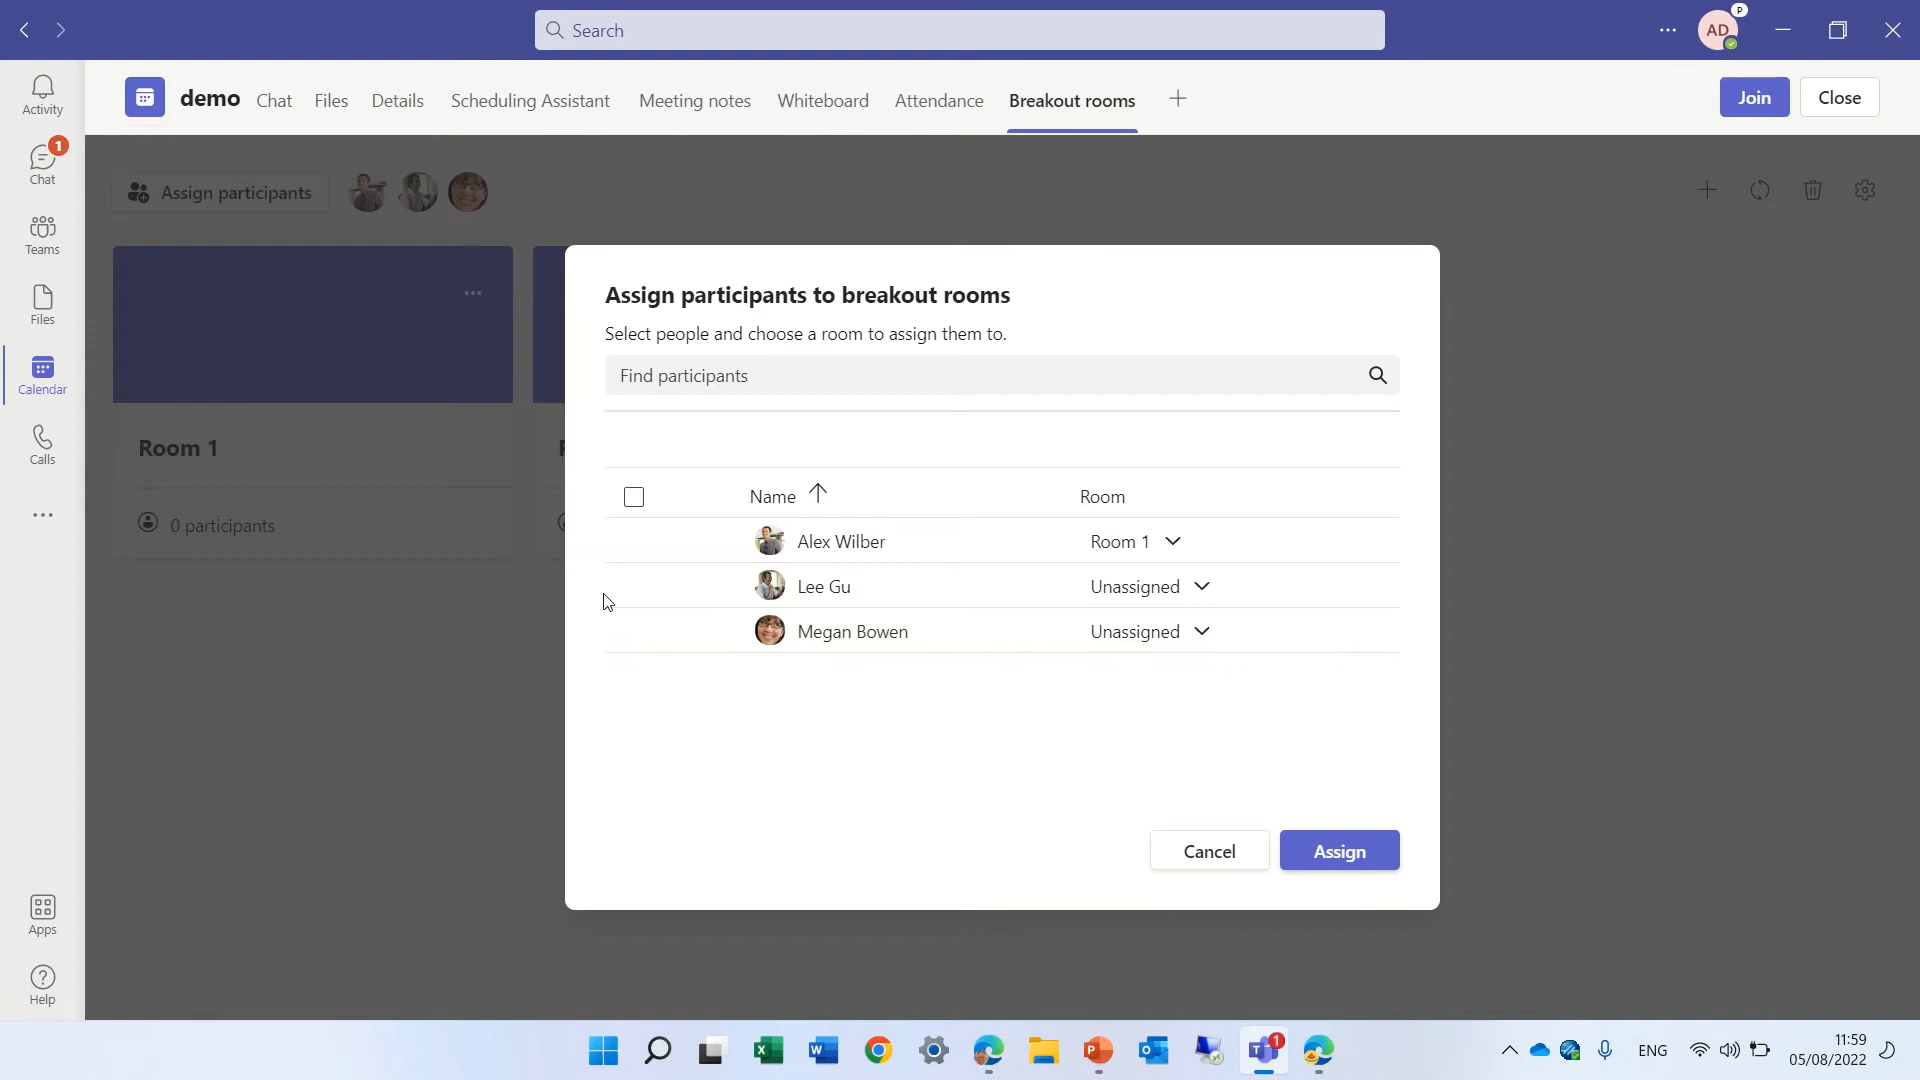 Search
P
AD
Activity
1
Chat
Teams
Files
Calendar
Calls
Apps
Help
demo Chat Files Details Scheduling Assistant Meeting notes Whiteboard Attendance Breakout rooms
Join Close
Assign participants
Room 1
0 participants
Assign participants to breakout rooms
Select people and choose a room to assign them to.
Find participants
Name Room
Alex Wilber Room 1
Lee Gu Unassigned
Megan Bowen Unassigned
Cancel Assign
1
ENG
11:59
05/08/2022